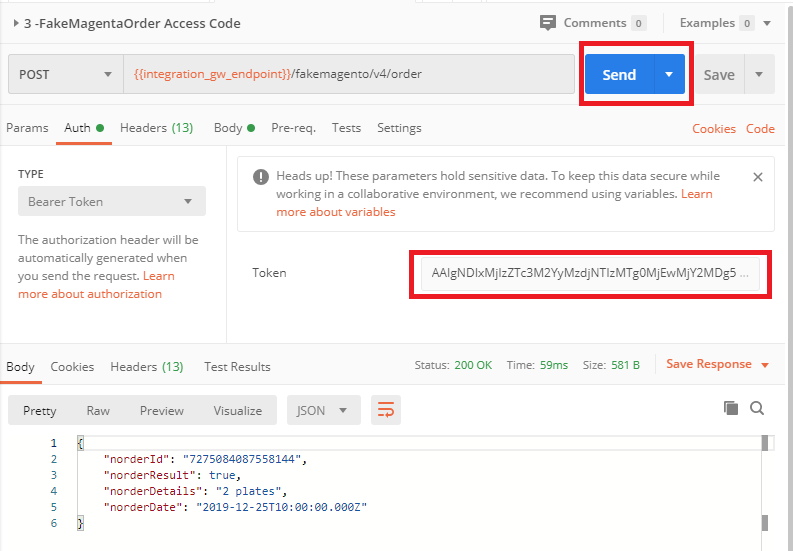 3 -FakeMagentaOrder Access Code
Comments 0
Examples 0
POST
{{integration_gw_endpoint}}/fakemagento/v4/order
Send
Save
Params
Auth
Headers (13)
Body
Pre-req.
Tests
Settings
Cookies
Code
TYPE
Bearer Token
The authorization header will be
automatically generated when
you send the request. Learn
more about authorization
Heads up! These parameters hold sensitive data. To keep this data secure while
working in a collaborative environment, we recommend using variables. Learn
more about variables
Token
AAIgNDIxMjIzZTc3M2YyMzdjNTIzMTg0MjEwMjY2MDg5 ...
Body
Cookies
Headers (13)
Test Results
Status: 200 OK
Time: 59ms
Size: 581 B
Save Response
Pretty
Raw
Preview
Visualize
JSON
1 {
2 "norderId": "7275084087558144",
3 "norderResult": true,
4 "norderDetails": "2 plates",
5 "norderDate": "2019-12-25T10:00:00.000Z"
6 }